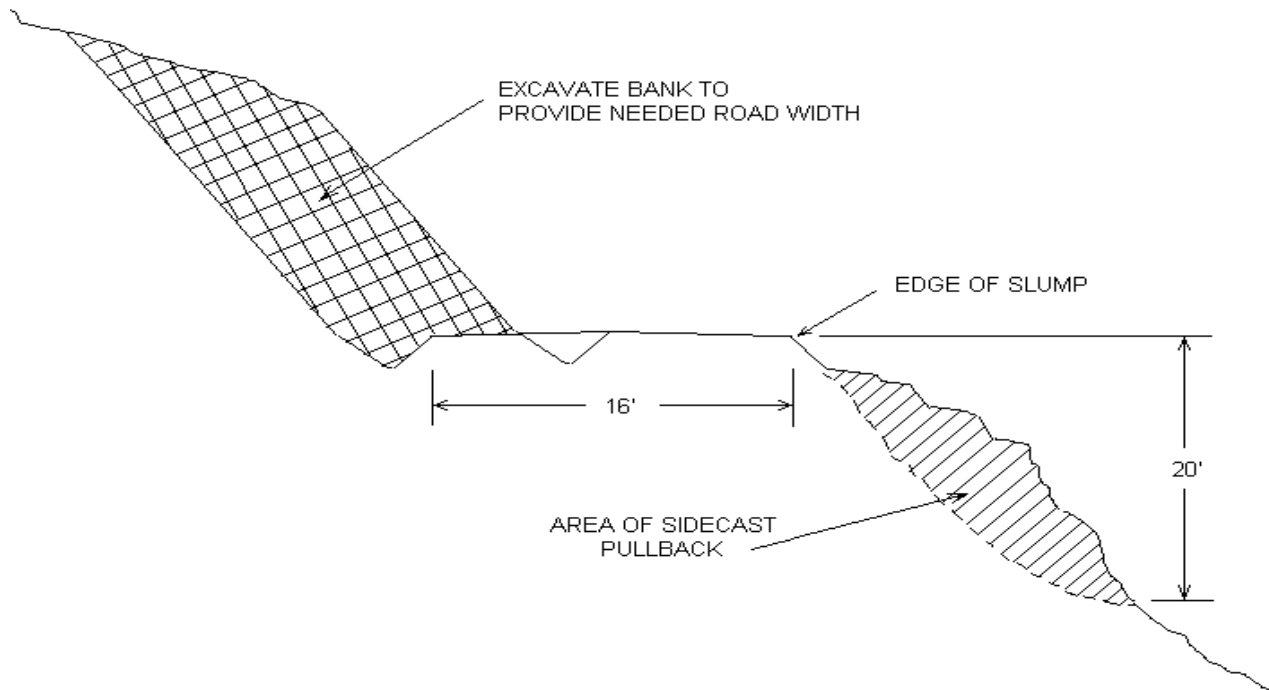 EXCAVATE BANK TO
PROVIDE NEEDED ROAD WIDTH
EDGE OF SLUMP
16'
20'
AREA OF SIDECAST
PULLBACK